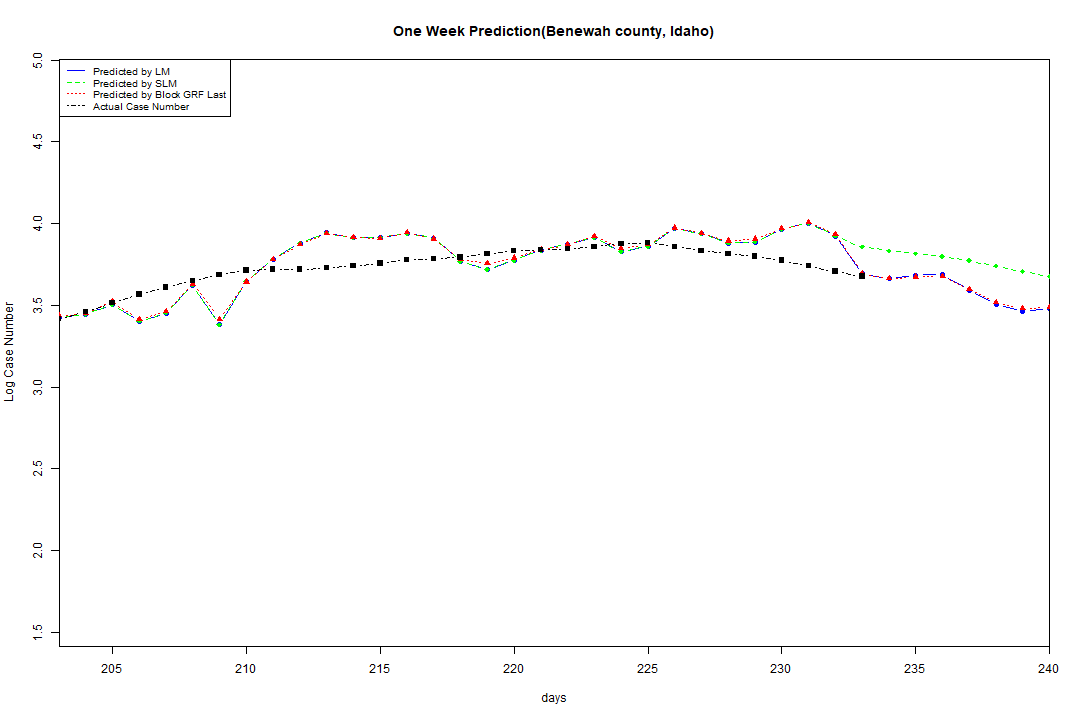 One Week Prediction(Benewah county, Idaho)
Predicted by LM
Predicted by SLM
Predicted by Block GRF Last
Actual Case Number
Log Case Number
5.0
4.5
4.0
3.5
3.0
2.5
2.0
1.5
205 210 215 220 225 230 235 240
days